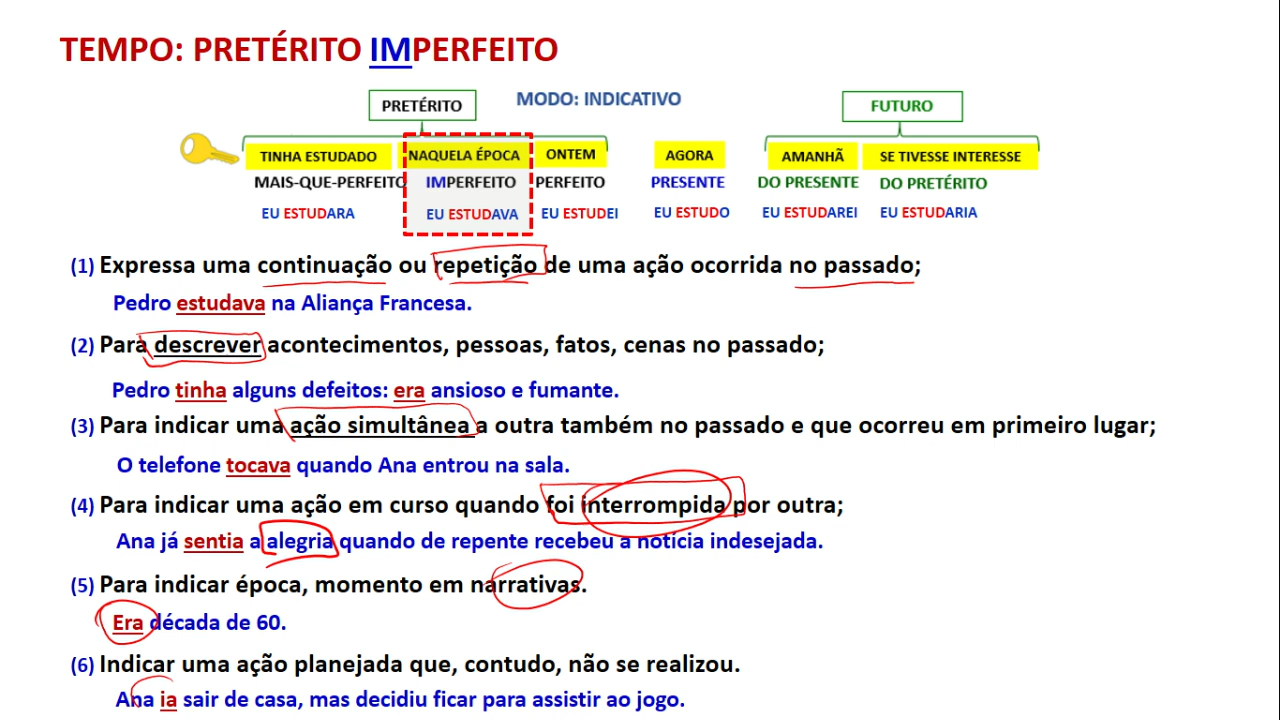 TEMPO: PRETÉRITO IMPERFEITO
PRETÉRITO MODO: INDICATIVO FUTURO
TINHA ESTUDADO NAQUELA ÉPOCA ONTEM AGORA AMANHÃ SE TIVESSE INTERESSE
MAIS-QUE-PERFEITO IMPERFEITO PERFEITO PRESENTE DO PRESENTE DO PRETÉRITO
EU ESTUDARA EU ESTUDAVA EU ESTUDEI EU ESTUDO EU ESTUDAREI EU ESTUDARIA
(1) Expressa uma continuação ou repetição de uma ação ocorrida no passado;
Pedro estudava na Aliança Francesa.
(2) Para descrever acontecimentos, pessoas, fatos, cenas no passado;
Pedro tinha alguns defeitos: era ansioso e fumante.
(3) Para indicar uma ação simultânea a outra também no passado e que ocorreu em primeiro lugar;
O telefone tocava quando Ana entrou na sala.
(4) Para indicar uma ação em curso quando foi interrompida por outra;
Ana já sentia a alegria quando de repente recebeu a notícia indesejada.
(5) Para indicar época, momento em narrativas.
Era década de 60.
(6) Indicar uma ação planejada que, contudo, não se realizou.
Ana ia sair de casa, mas decidiu ficar para assistir ao jogo.